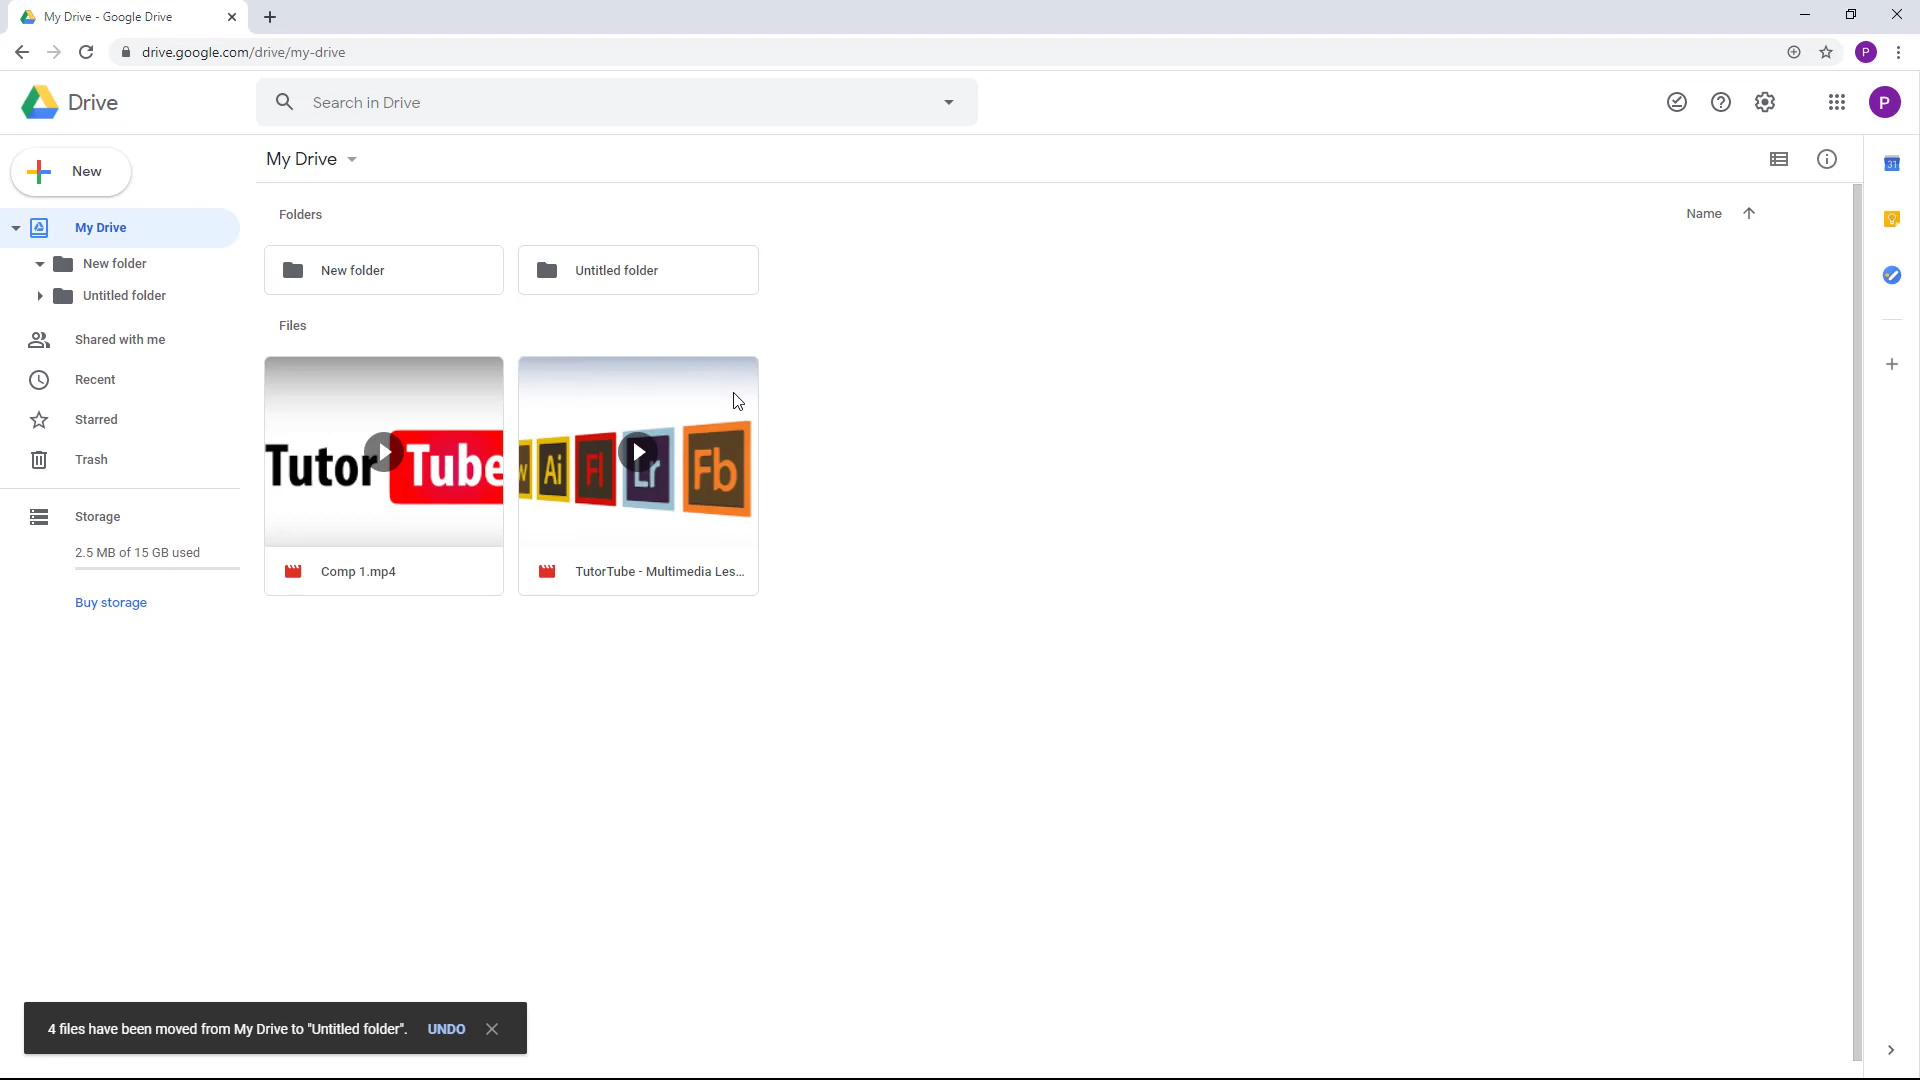 My Drive - Google Drive
drive.google.com/drive/my-drive
P
Drive
Search in Drive
P
New
My Drive
31
My Drive
Folders
Name
New folder
New folder
Untitled folder
Untitled folder
Files
Shared with me
Recent
Starred
Trash
Tutor Tube
w Ai Fl Lr Fb
Storage
2.5 MB of 15 GB used
Comp 1.mp4
TutorTube - Multimedia Les...
Buy storage
4 files have been moved from My Drive to "Untitled folder". UNDO